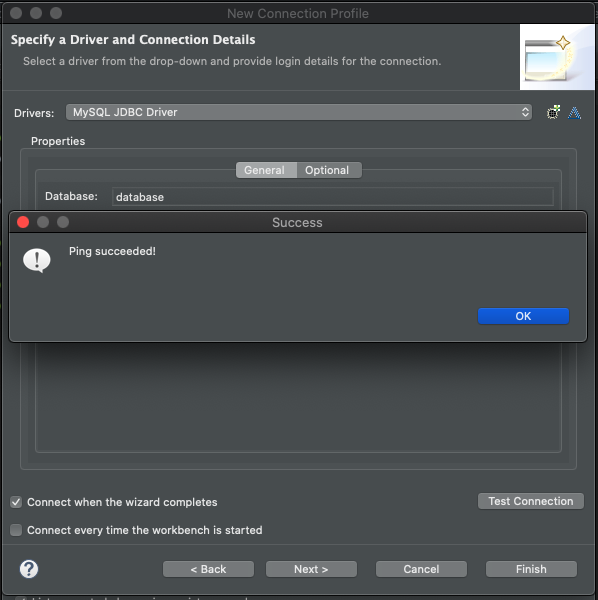 New Connection Profile
Specify a Driver and Connection Details
Select a driver from the drop-down and provide login details for the connection.
Drivers: MySQL JDBC Driver
Properties
General Optional
Database: database
Success
Ping succeeded!
OK
Connect when the wizard completes Test Connection
Connect every time the workbench is started
? < Back Next > Cancel Finish